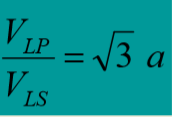 V_LP / V_LS = √3 a